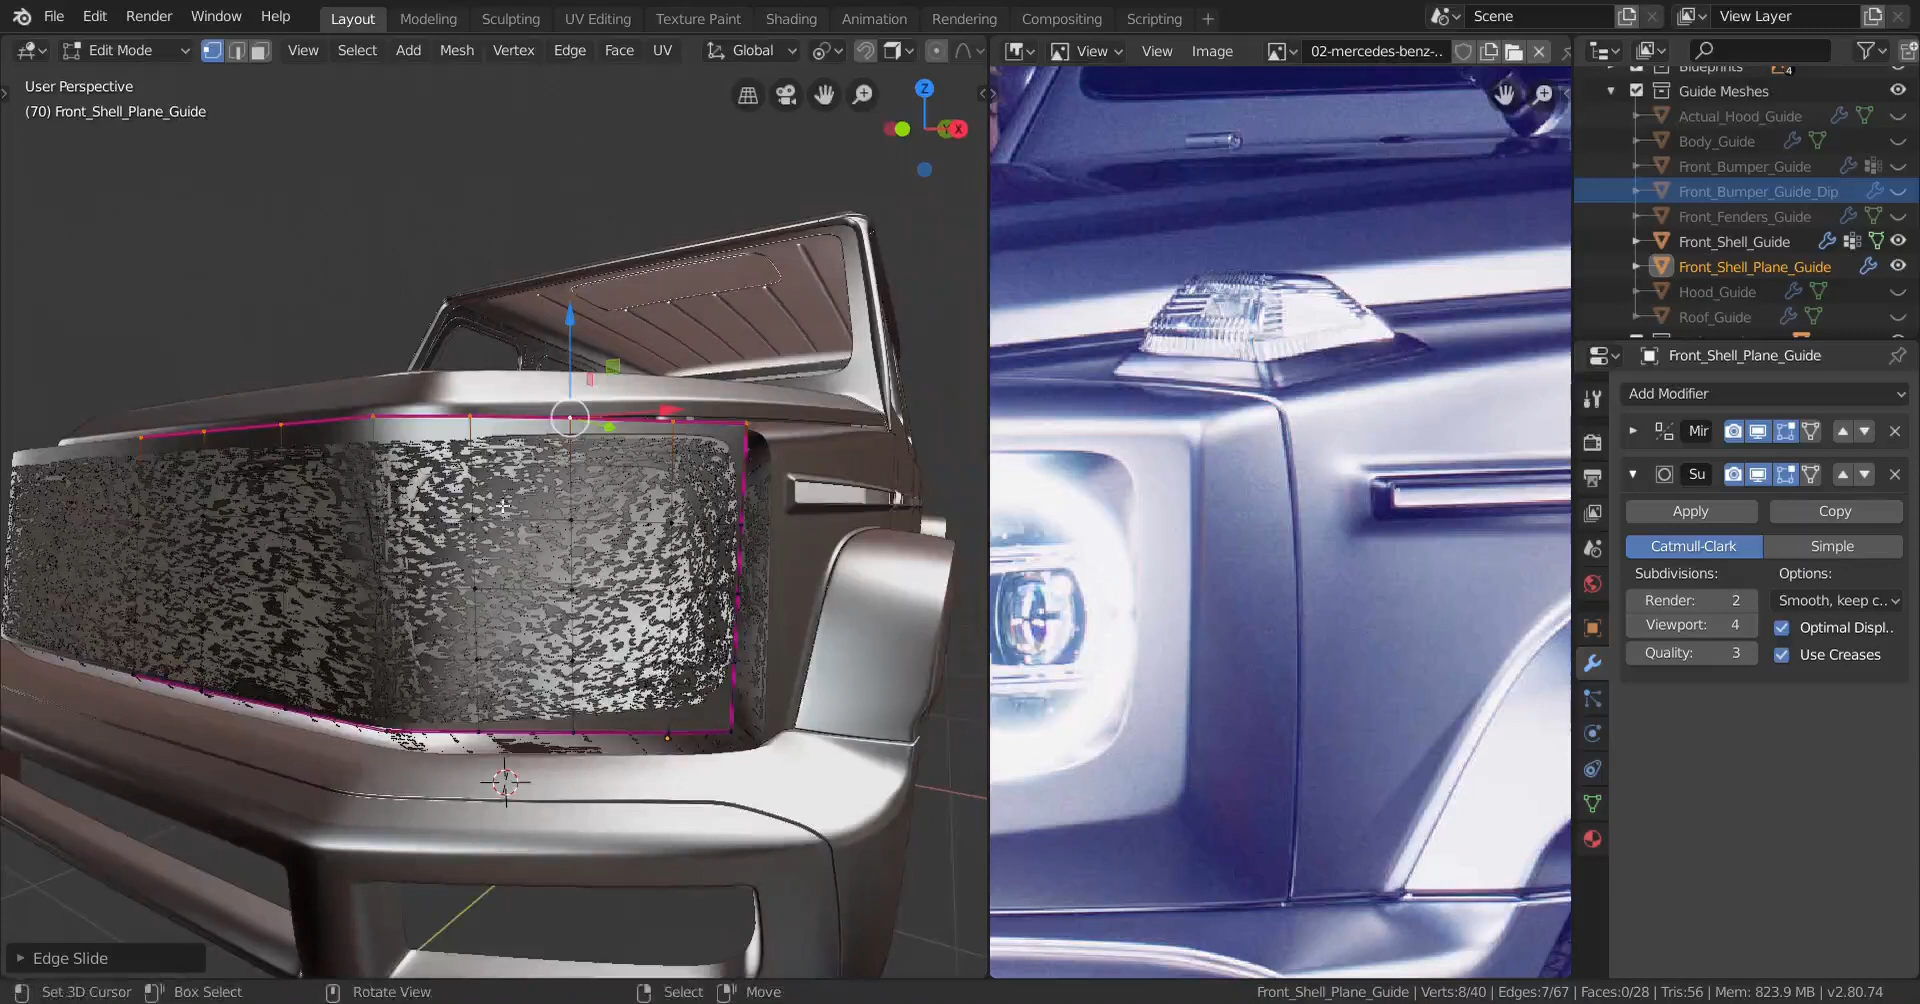 File Edit Render Window Help Layout Modeling Sculpting UV Editing Texture Paint Shading Animation Rendering Compositing Scripting + Scene View Layer
Edit Mode View Select Add Mesh Vertex Edge Face UV Global View View Image 02-mercedes-benz-..
User Perspective
(70) Front_Shell_Plane_Guide
Z
Y X
Blueprints 4
Guide Meshes
Actual_Hood_Guide
Body_Guide
Front_Bumper_Guide
Front_Bumper_Guide_Dip
Front_Fenders_Guide
Front_Shell_Guide
Front_Shell_Plane_Guide
Hood_Guide
Roof_Guide
Front_Shell_Plane_Guide
Add Modifier
Mir
Su
Apply Copy
Catmull-Clark Simple
Subdivisions: Options:
Render: 2 Smooth, keep c..
Viewport: 4 Optimal Displ..
Quality: 3 Use Creases
Edge Slide
Set 3D Cursor Box Select Rotate View Select Move Front_Shell_Plane_Guide | Verts:8/40 | Edges:7/67 | Faces:0/28 | Tris:56 | Mem: 823.9 MB | v2.80.74